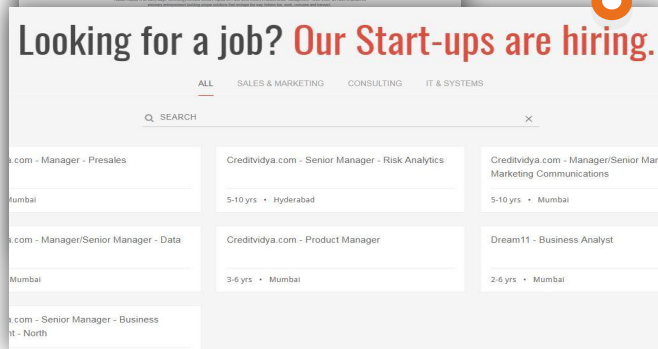 Looking for a job? Our Start-ups are hiring.
ALL SALES & MARKETING CONSULTING IT & SYSTEMS
SEARCH
.com - Manager - Presales
Mumbai
Creditvidya.com - Senior Manager - Risk Analytics
5-10 yrs • Hyderabad
Creditvidya.com - Manager/Senior Mar
Marketing Communications
5-10 yrs • Mumbai
.com - Manager/Senior Manager - Data
Mumbai
Creditvidya.com - Product Manager
3-6 yrs • Mumbai
Dream11 - Business Analyst
2-6 yrs • Mumbai
.com - Senior Manager - Business
nt - North